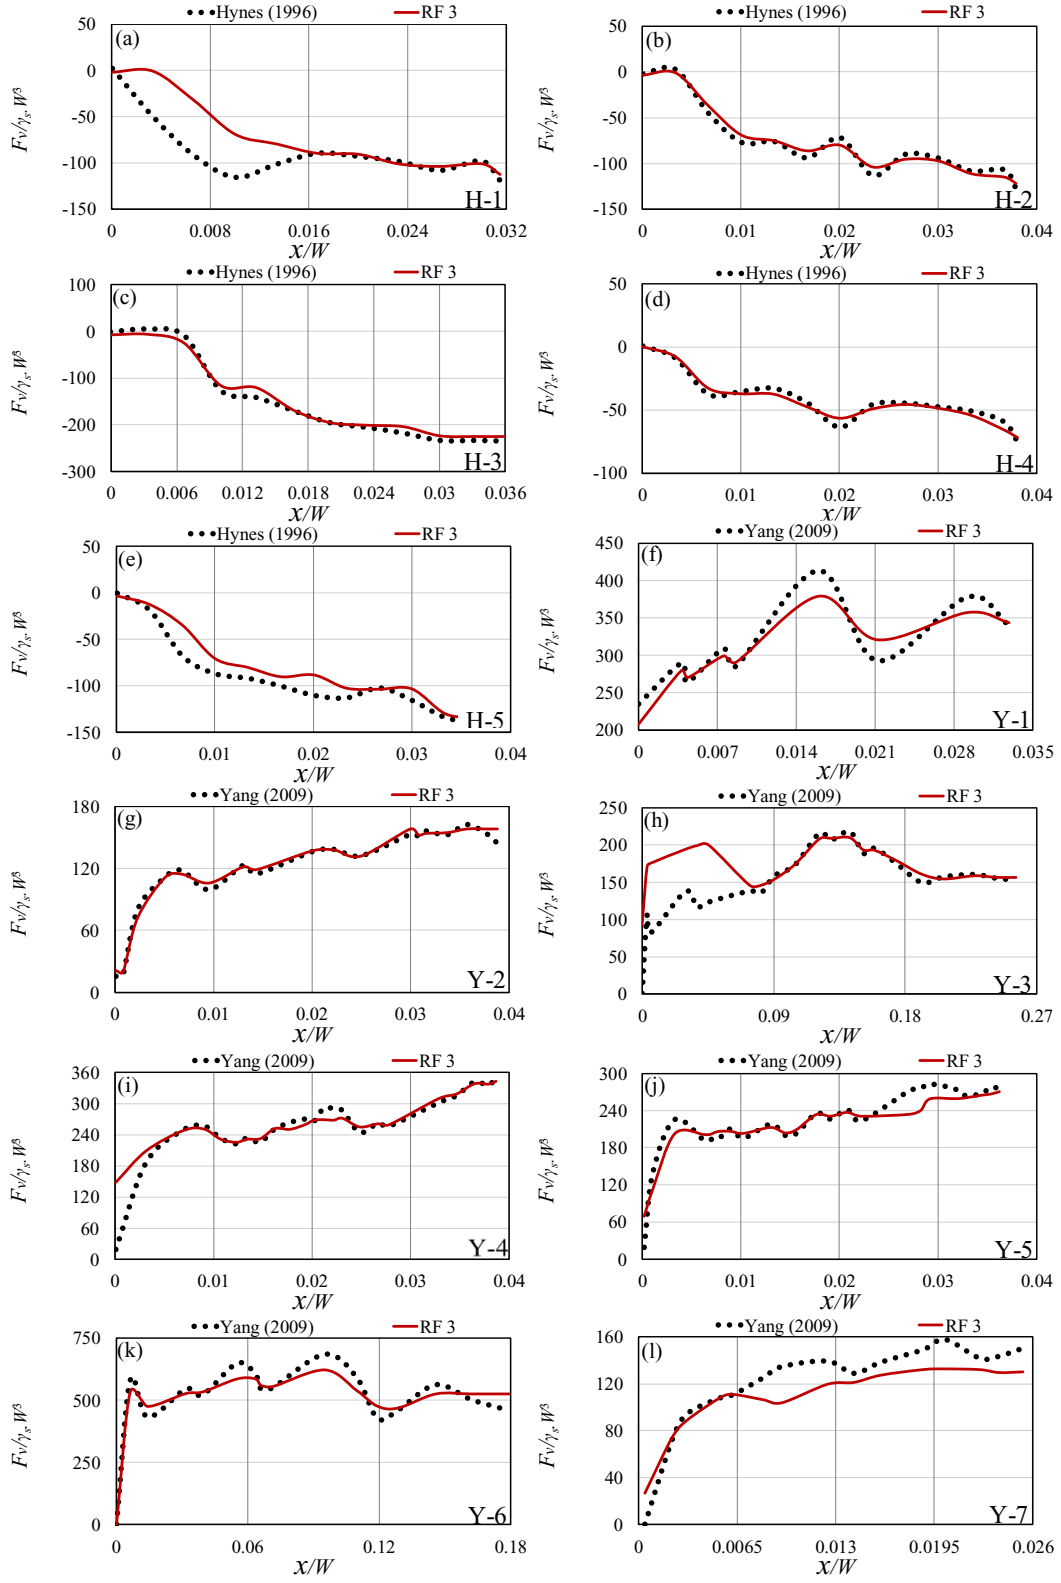 Hynes (1996) RF 3
(a)
50
0
-50
-100
-150
Fv/γs.W³
H-1
0 0.008 0.016 0.024 0.032
x/W
Hynes (1996) RF 3
(b)
50
0
-50
-100
-150
Fv/γs.W³
H-2
0 0.01 0.02 0.03 0.04
x/W
Hynes (1996) RF 3
(c)
100
0
-100
-200
-300
Fv/γs.W³
H-3
0 0.006 0.012 0.018 0.024 0.03 0.036
x/W
Hynes (1996) RF 3
(d)
50
0
-50
-100
Fv/γs.W³
H-4
0 0.01 0.02 0.03 0.04
x/W
Hynes (1996) RF 3
(e)
50
0
-50
-100
-150
Fv/γs.W³
H-5
0 0.01 0.02 0.03 0.04
x/W
Yang (2009) RF 3
(f)
450
400
350
300
250
200
Fv/γs.W³
Y-1
0 0.007 0.014 0.021 0.028 0.035
x/W
Yang (2009) RF 3
(g)
180
120
60
0
Fv/γs.W³
Y-2
0 0.01 0.02 0.03 0.04
x/W
Yang (2009) RF 3
(h)
250
200
150
100
50
0
Fv/γs.W³
Y-3
0 0.09 0.18 0.27
x/W
Yang (2009) RF 3
(i)
360
300
240
180
120
60
0
Fv/γs.W³
Y-4
0 0.01 0.02 0.03 0.04
x/W
Yang (2009) RF 3
(j)
300
240
180
120
60
0
Fv/γs.W³
Y-5
0 0.01 0.02 0.03 0.04
x/W
Yang (2009) RF 3
(k)
750
500
250
0
Fv/γs.W³
Y-6
0 0.06 0.12 0.18
x/W
Yang (2009) RF 3
(l)
160
120
80
40
0
Fv/γs.W³
Y-7
0 0.0065 0.013 0.0195 0.026
x/W